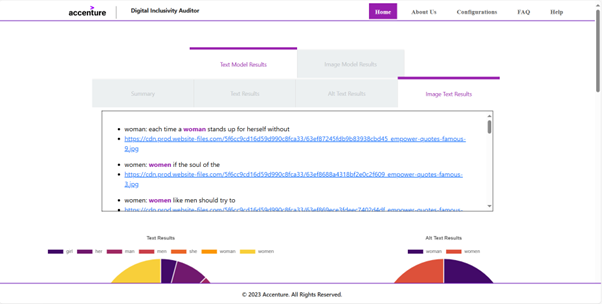 accenture
Digital Inclusivity Auditor
Home
About Us
Configurations
FAQ
Help
Text Model Results
Image Model Results
Summary
Text Results
Alt Text Results
Image Text Results
woman: each time a woman stands up for herself without
https://cdn.prod.website-files.com/5f6cc9cd16d59d990c8fca33/63ef87245fdb9b83938cbd45_empower-quotes-famous-
9.jpg
women: women if the soul of the
https://cdn.prod.website-files.com/5f6cc9cd16d59d990c8fca33/63ef8688a4318bf2e0c2f609_empower-quotes-famous-
3.jpg
women: women like men should try to
Text Results
girl her man men she woman women
Alt Text Results
woman women
© 2023 Accenture. All Rights Reserved.